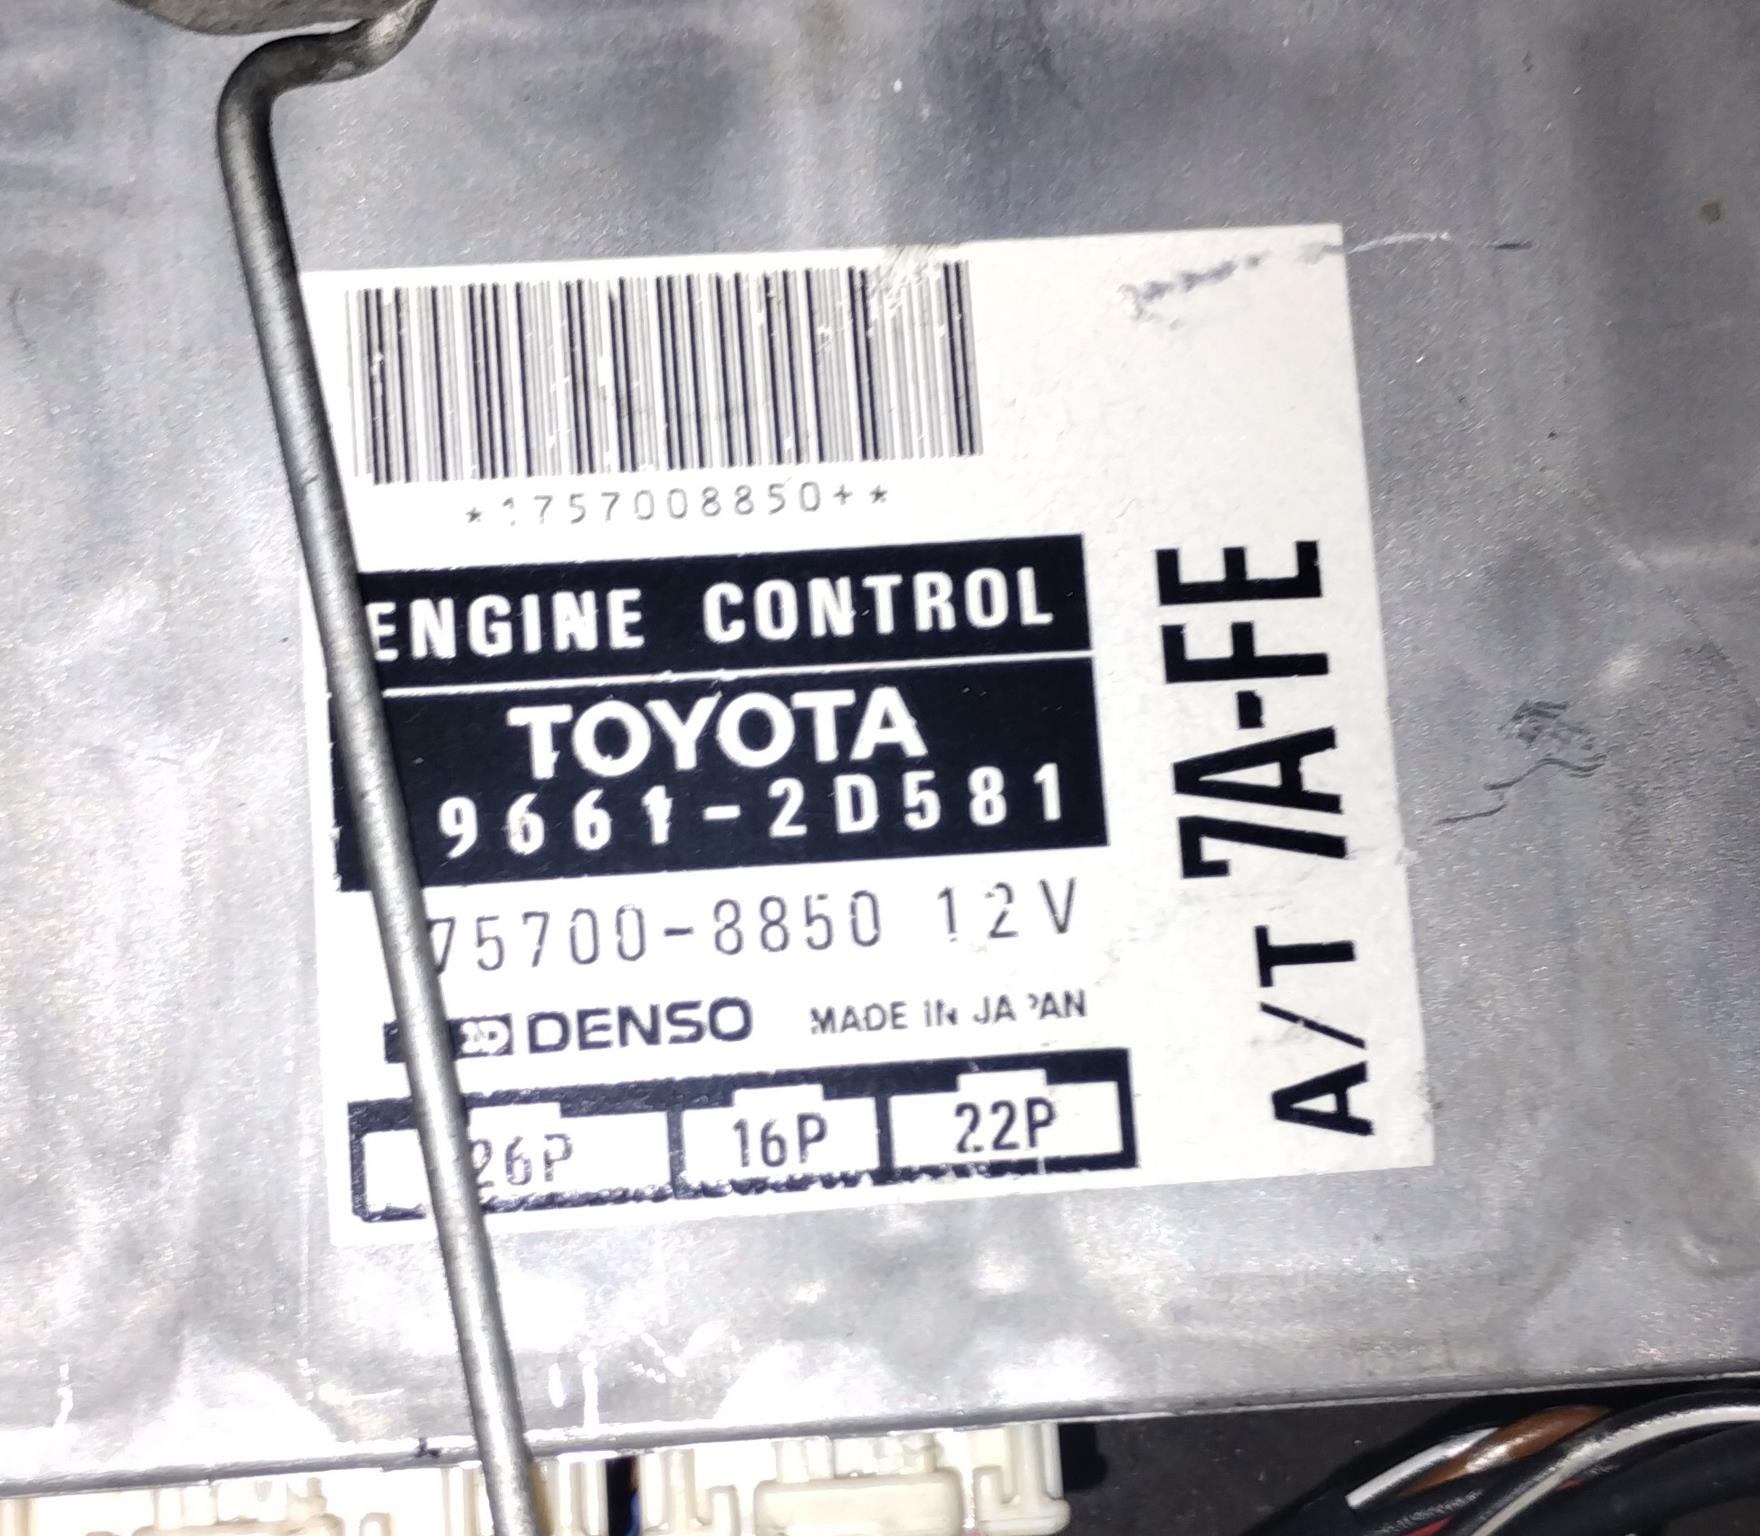 *1757008850+*
ENGINE CONTROL
TOYOTA
9661-2D581
75700-8850 12V
DENSO MADE IN JAPAN
26P 16P 22P
A/T 7A-FE